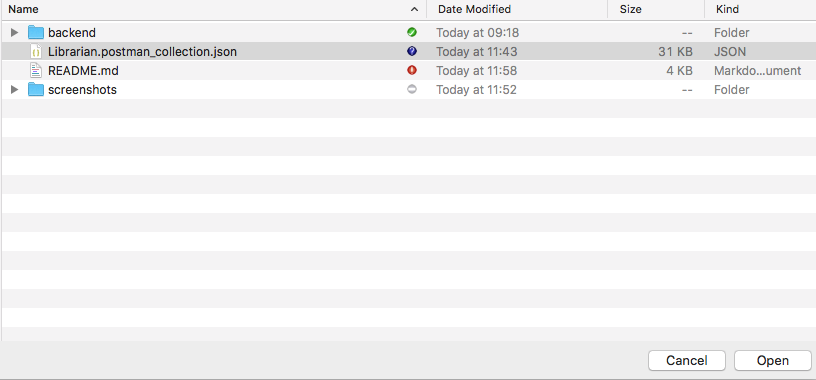 Name Date Modified Size Kind
backend Today at 09:18 -- Folder
Librarian.postman_collection.json Today at 11:43 31 KB JSON
README.md Today at 11:58 4 KB Markdo...ument
screenshots Today at 11:52 -- Folder
Cancel Open